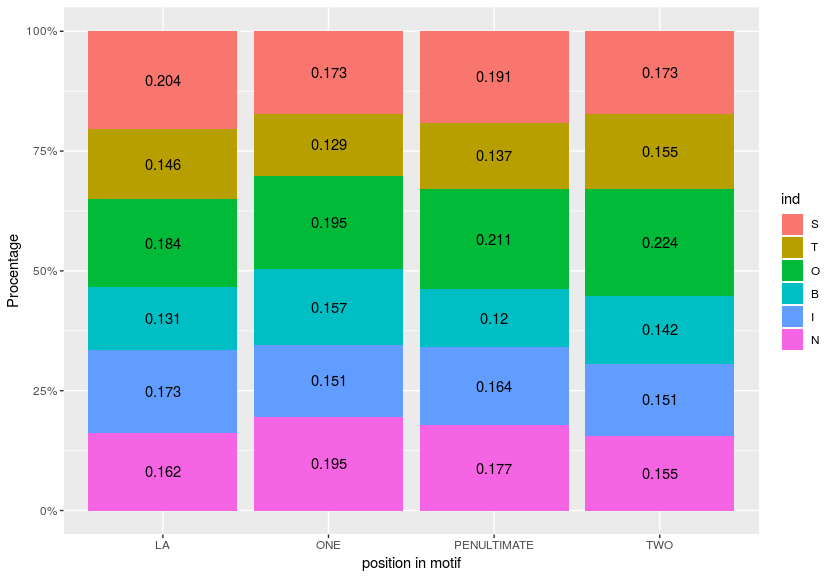 100%
75%
50%
25%
0%
Procentage
0.204
0.173
0.191
0.173
0.146
0.129
0.137
0.155
0.184
0.195
0.211
0.224
0.131
0.157
0.12
0.142
0.173
0.151
0.164
0.151
0.162
0.195
0.177
0.155
LA
ONE
PENULTIMATE
TWO
position in motif
ind
S
T
O
B
I
N